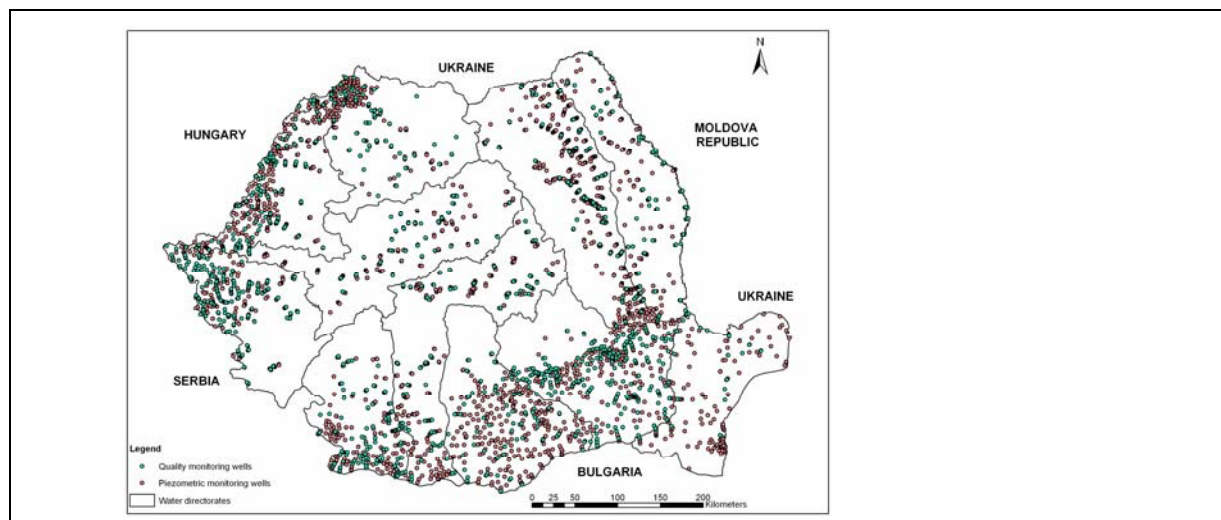 N
UKRAINE
HUNGARY
MOLDOVA
REPUBLIC
UKRAINE
SERBIA
BULGARIA
Legend
Quality monitoring wells
Piezometric monitoring wells
Water directorates
0 25 50 100 150 200
Kilometers